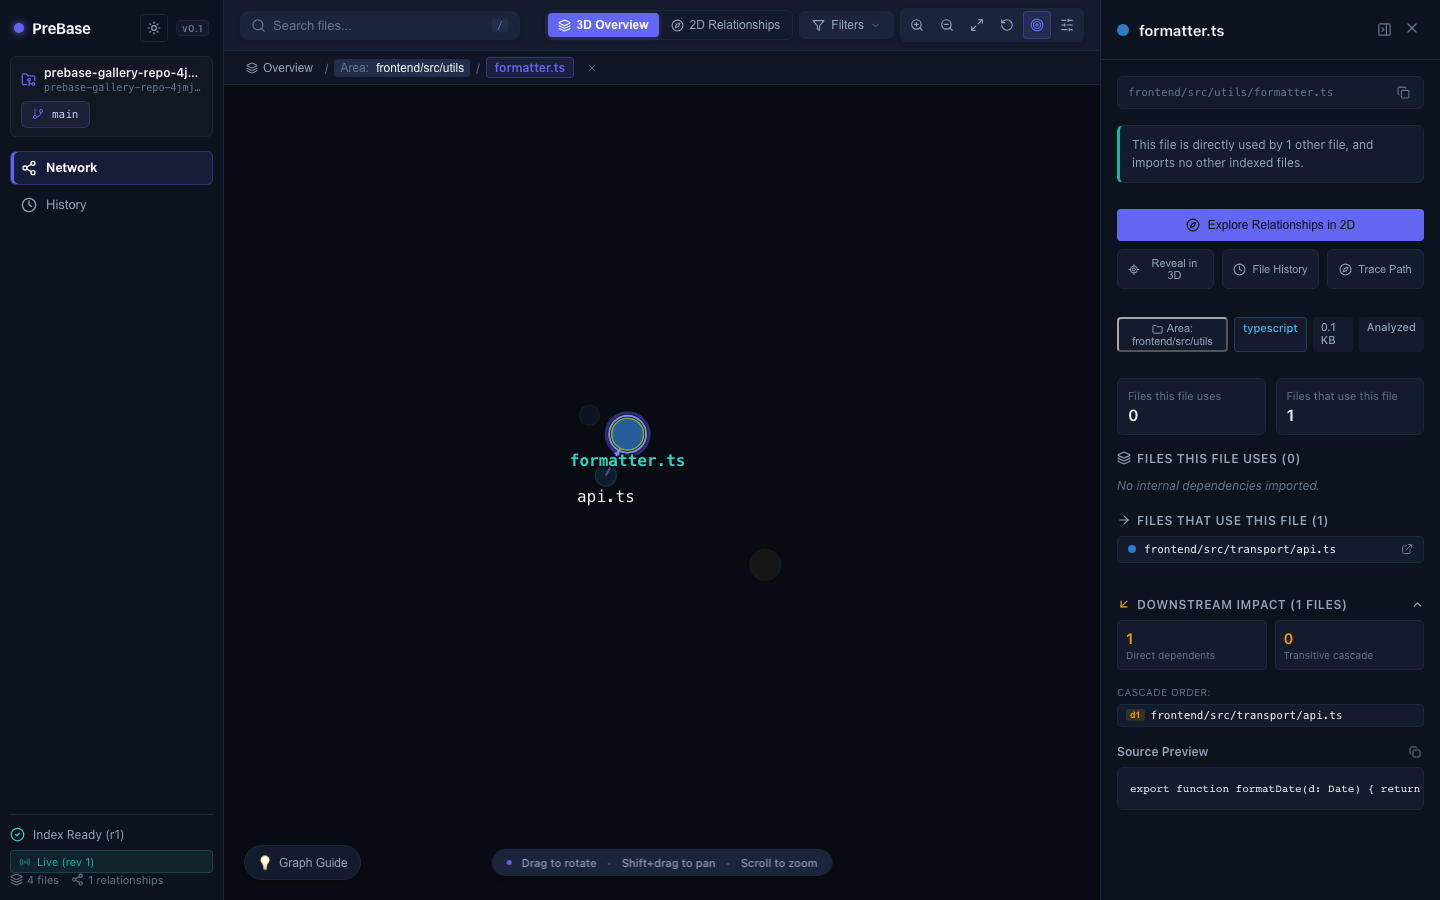 PreBase
v0.1
prebase-gallery-repo-4j...
prebase-gallery-repo-4jmj...
main
Network
History
Index Ready (r1)
Live (rev 1)
4 files
1 relationships
Search files...
/
3D Overview
2D Relationships
Filters
Overview / Area: frontend/src/utils / formatter.ts
formatter.ts
api.ts
Graph Guide
Drag to rotate - Shift+drag to pan - Scroll to zoom
formatter.ts
frontend/src/utils/formatter.ts
This file is directly used by 1 other file, and
imports no other indexed files.
Explore Relationships in 2D
Reveal in
3D
File History
Trace Path
Area:
frontend/src/utils
typescript
0.1
KB
Analyzed
Files this file uses
0
Files that use this file
1
FILES THIS FILE USES (0)
No internal dependencies imported.
FILES THAT USE THIS FILE (1)
frontend/src/transport/api.ts
DOWNSTREAM IMPACT (1 FILES)
1
Direct dependents
0
Transitive cascade
CASCADE ORDER:
d1 frontend/src/transport/api.ts
Source Preview
export function formatDate(d: Date) { return